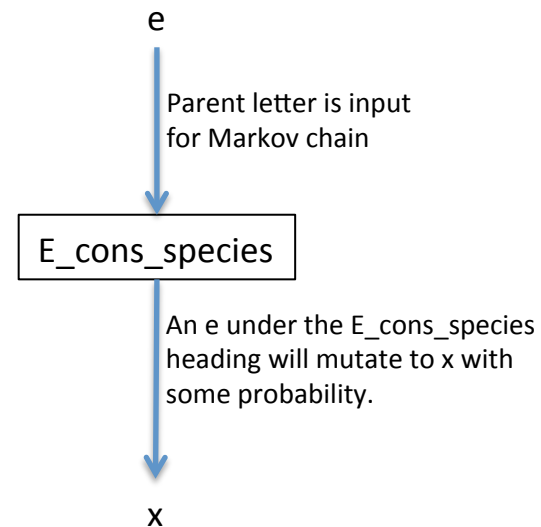 e
Parent letter is input
for Markov chain
E_cons_species
An e under the E_cons_species
heading will mutate to x with
some probability.
x